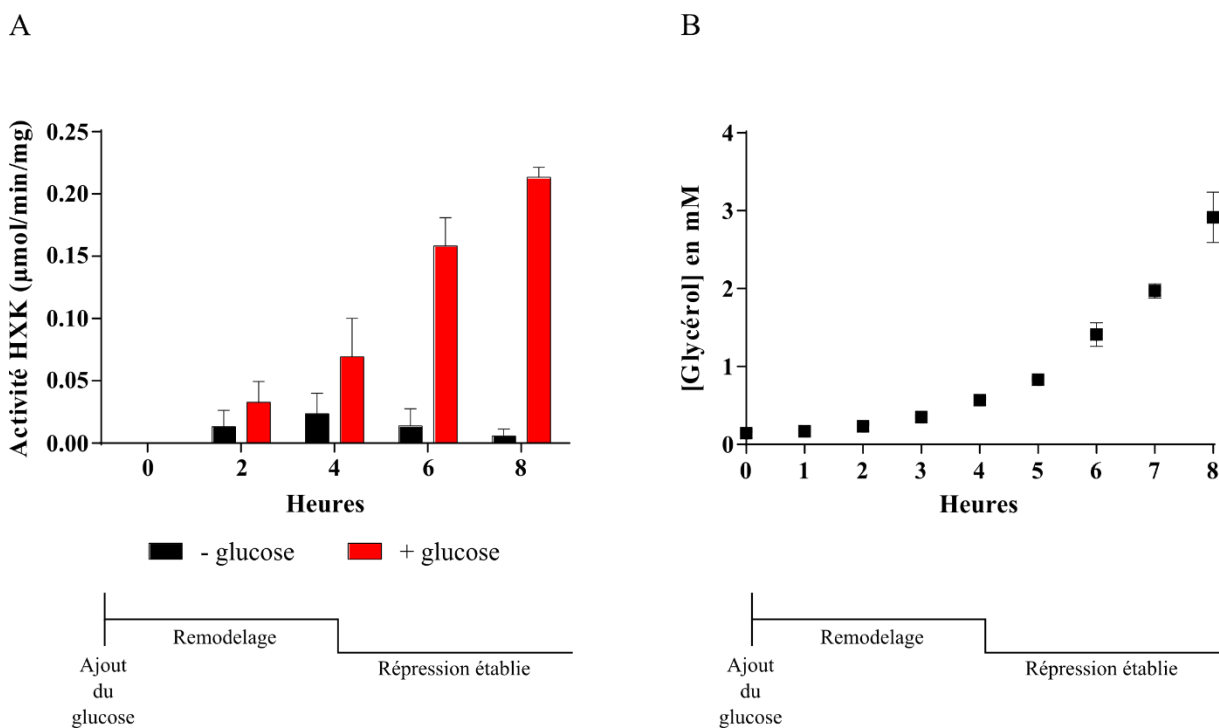 A
Activité HXK (µmol/min/mg)
0.25
0.20
0.15
0.10
0.05
0.00
0 2 4 6 8
Heures
- glucose + glucose
Remodelage
Répression établie
Ajout
du
glucose
B
[Glycérol] en mM
4
3
2
1
0
0 1 2 3 4 5 6 7 8
Heures
Remodelage
Répression établie
Ajout
du
glucose